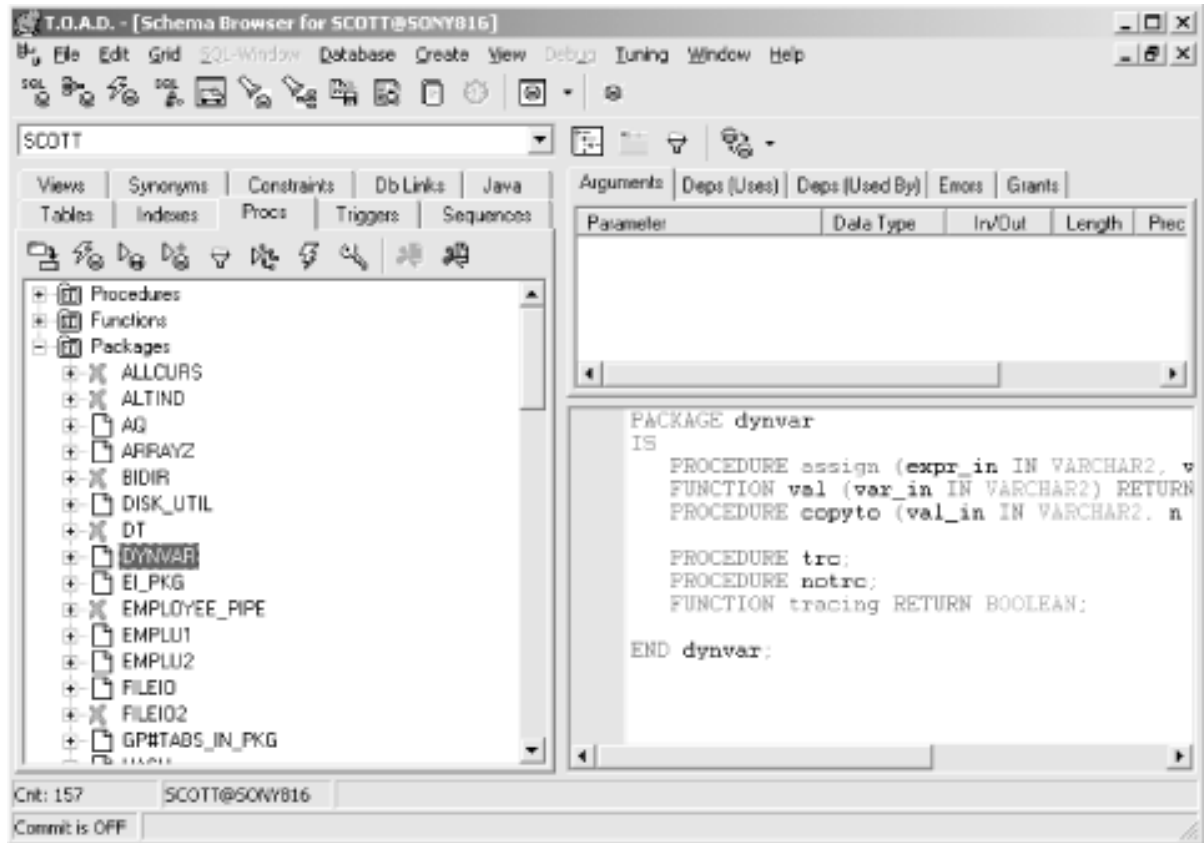 T.O.A.D. - [Schema Browser for SCOTT@SONY816]
File Edit Grid SQL-Window Database Create View Debug Tuning Window Help
SQL SQL
SCOTT
Views Synonyms Constraints Db Links Java
Tables Indexes Procs Triggers Sequences
Procedures
Functions
Packages
ALLCURS
ALTIND
AQ
ARRAYZ
BIDIR
DISK_UTIL
DT
DYNVAR
EI_PKG
EMPLOYEE_PIPE
EMPLU1
EMPLU2
FILEIO
FILEIO2
GP#TABS_IN_PKG
Arguments Deps (Uses) Deps (Used By) Errors Grants
Parameter Data Type In/Out Length Prec
PACKAGE dynvar
IS
PROCEDURE assign (expr_in IN VARCHAR2, v
FUNCTION val (var_in IN VARCHAR2) RETURN
PROCEDURE copyto (val_in IN VARCHAR2, n
PROCEDURE trc;
PROCEDURE notrc;
FUNCTION tracing RETURN BOOLEAN;
END dynvar;
Cnt: 157 SCOTT@SONY816
Commit is OFF